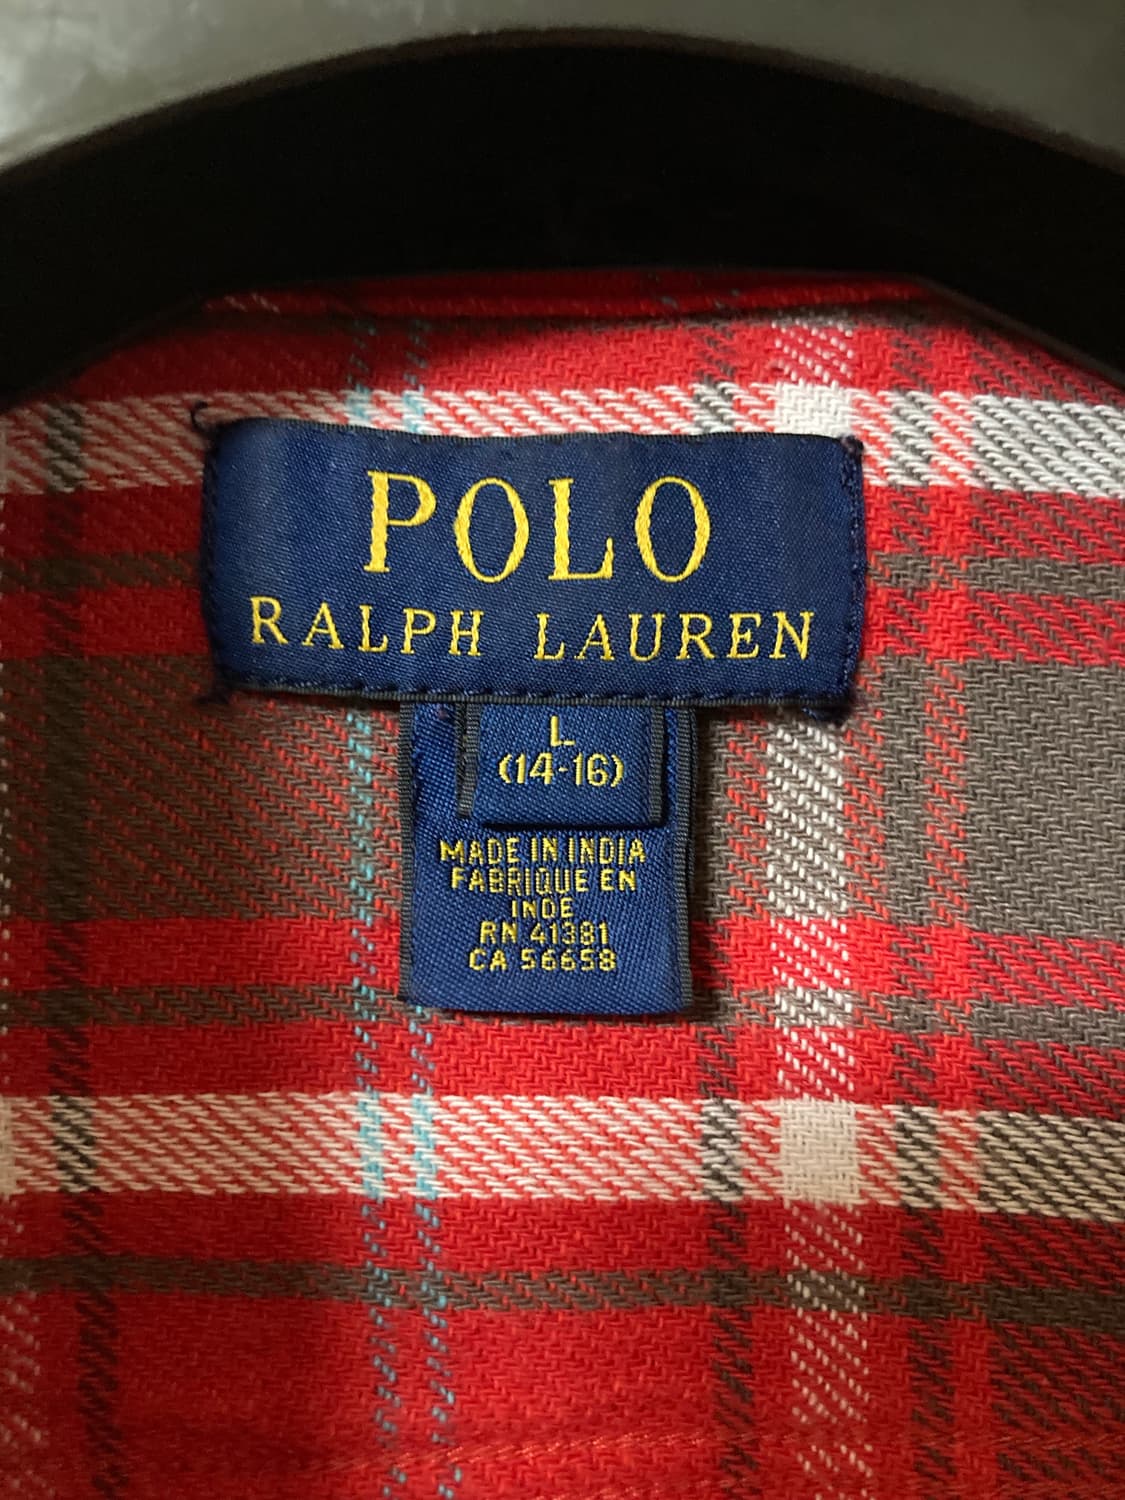 POLO
RALPH LAUREN
L
(14-16)
MADE IN INDIA
FABRIQUE EN
INDE
RN 41381
CA 56658